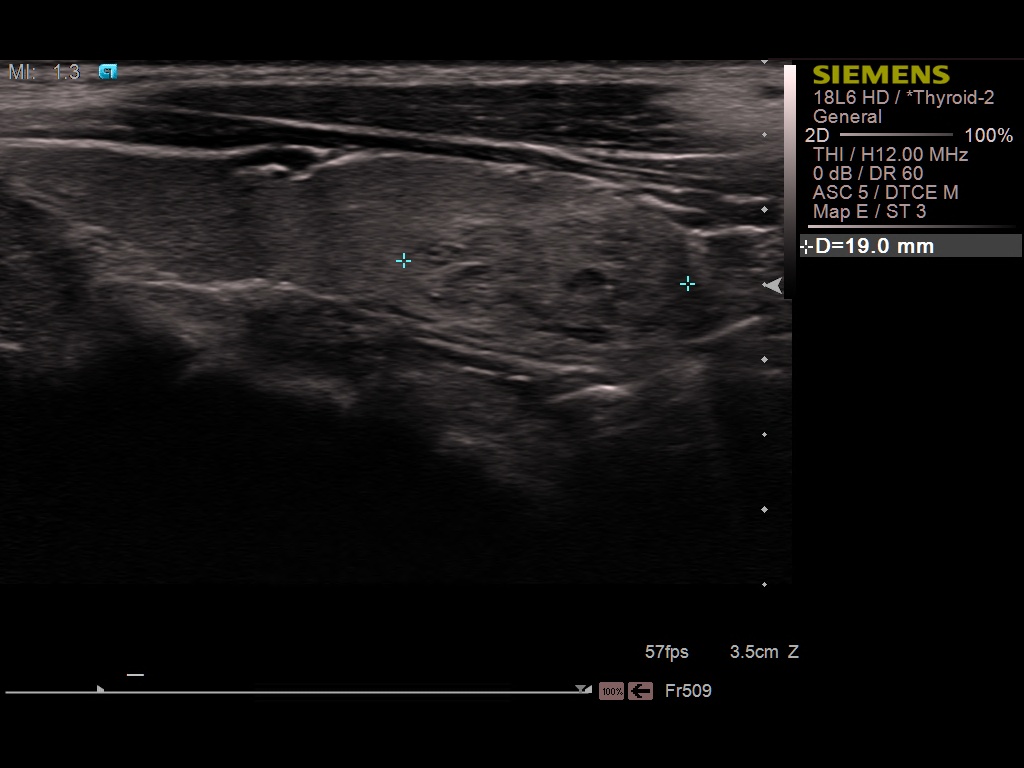 MI: 1.3
SIEMENS
18L6 HD / *Thyroid-2
General
2D 100%
THI / H12.00 MHz
0 dB / DR 60
ASC 5 / DTCE M
Map E / ST 3
D=19.0 mm
57fps 3.5cm Z
100% Fr509